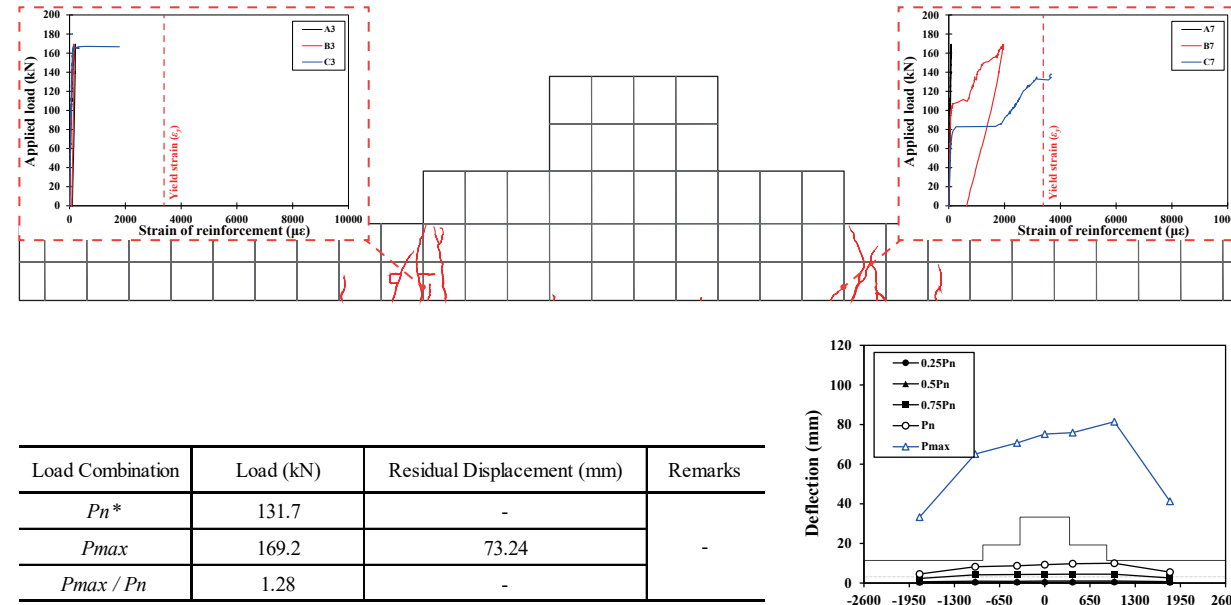 200
180
160
140
120
100
80
60
40
20
0
Applied load (kN)
A3
B3
C3
Yield strain (εy)
0 2000 4000 6000 8000 10000
Strain of reinforcement (με)
200
180
160
140
120
100
80
60
40
20
0
Applied load (kN)
A7
B7
C7
Yield strain (εy)
0 2000 4000 6000 8000 1000
Strain of reinforcement (με)
Load Combination Load (kN) Residual Displacement (mm) Remarks
Pn* 131.7 -
Pmax 169.2 73.24 -
Pmax / Pn 1.28 -
120
100
80
60
40
20
0
Deflection (mm)
0.25Pn
0.5Pn
0.75Pn
Pn
Pmax
-2600 -1950 -1300 -650 0 650 1300 1950 260